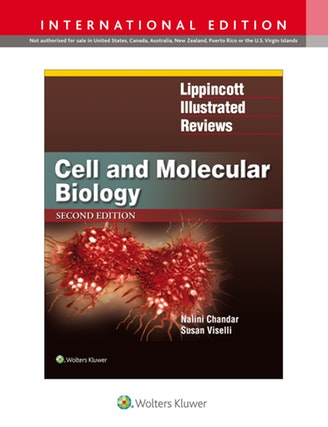 INTERNATIONAL EDITION
Not authorised for sale in United States, Canada, Australia, New Zealand, Puerto Rico or the U.S. Virgin Islands
Lippincott
Illustrated
Reviews
Cell and Molecular
Biology
SECOND EDITION
Nalini Chandar
Susan Viselli
Wolters Kluwer
Wolters Kluwer